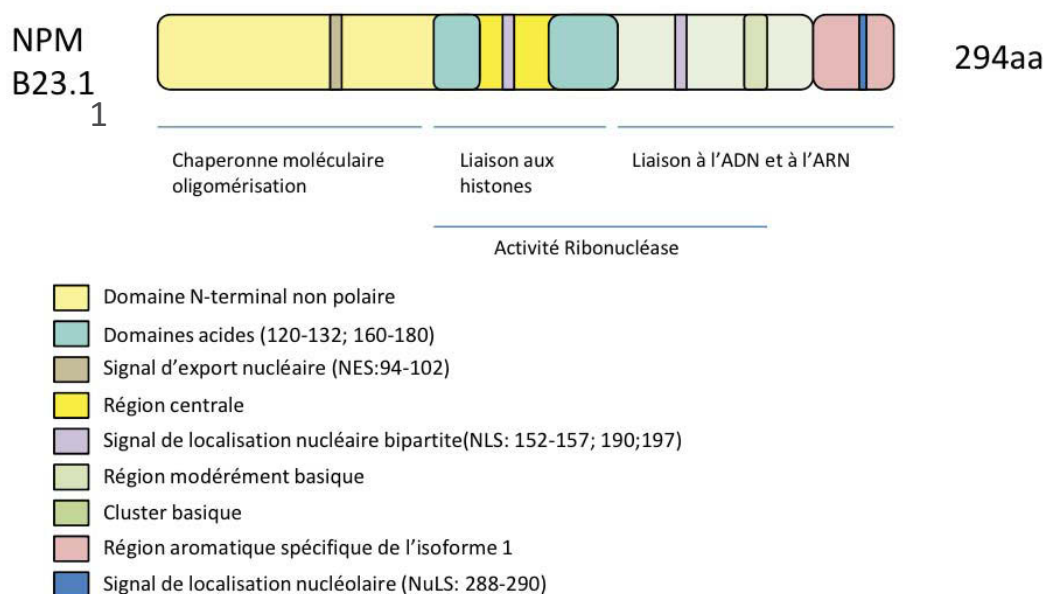 NPM
B23.1
1
294aa
Chaperonne moléculaire
oligomérisation
Liaison aux
histones
Liaison à l'ADN et à l'ARN
Activité Ribonucléase
Domaine N-terminal non polaire
Domaines acides (120-132; 160-180)
Signal d'export nucléaire (NES:94-102)
Région centrale
Signal de localisation nucléaire bipartite(NLS: 152-157; 190;197)
Région modérément basique
Cluster basique
Région aromatique spécifique de l'isoforme 1
Signal de localisation nucléolaire (NuLS: 288-290)